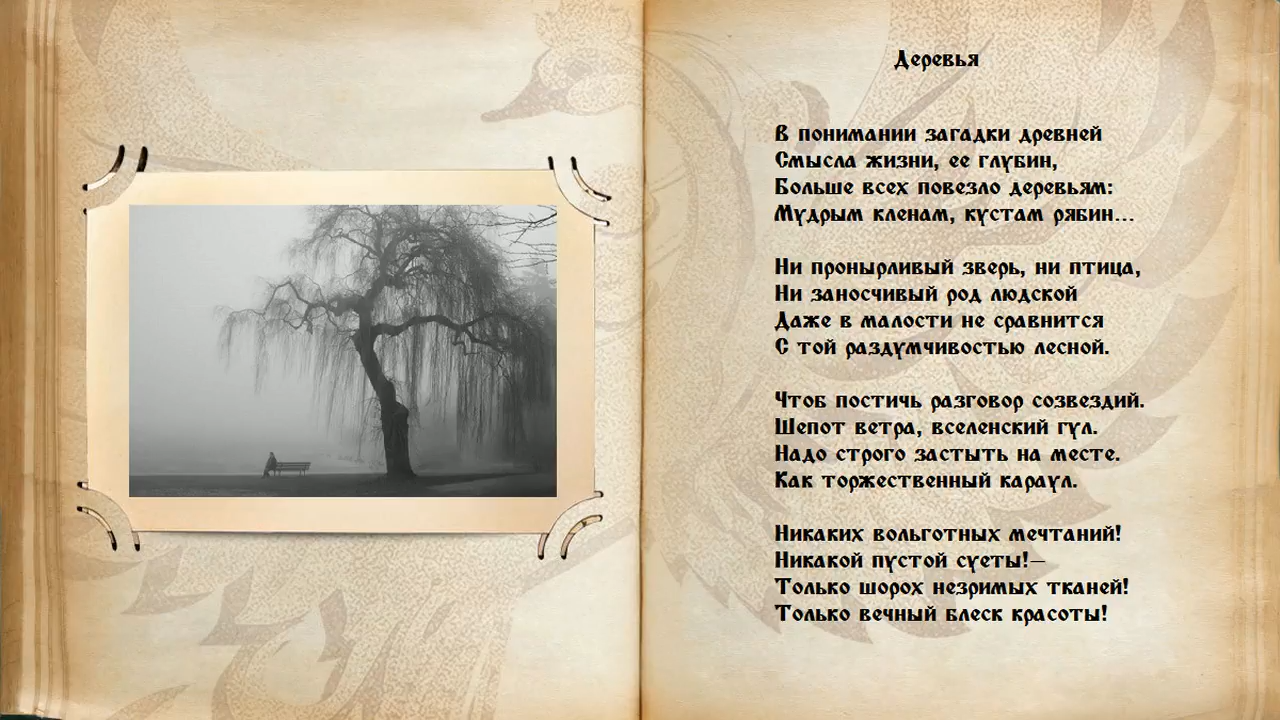 Деревья
В понимании загадки древней
Смысла жизни, ее глубин,
Больше всех повезло деревьям:
Мудрым кленам, кустам рябин...
Ни пронырливый зверь, ни птица,
Ни заносчивый род людской
Даже в малости не сравнится
С той раздумчивостью лесной.
Чтоб постичь разговор созвездий.
Шепот ветра, вселенский гул.
Надо строго застыть на месте.
Как торжественный караул.
Никаких вольготных мечтаний!
Никакой пустой суеты!—
Только шорох незримых тканей!
Только вечный блеск красоты!